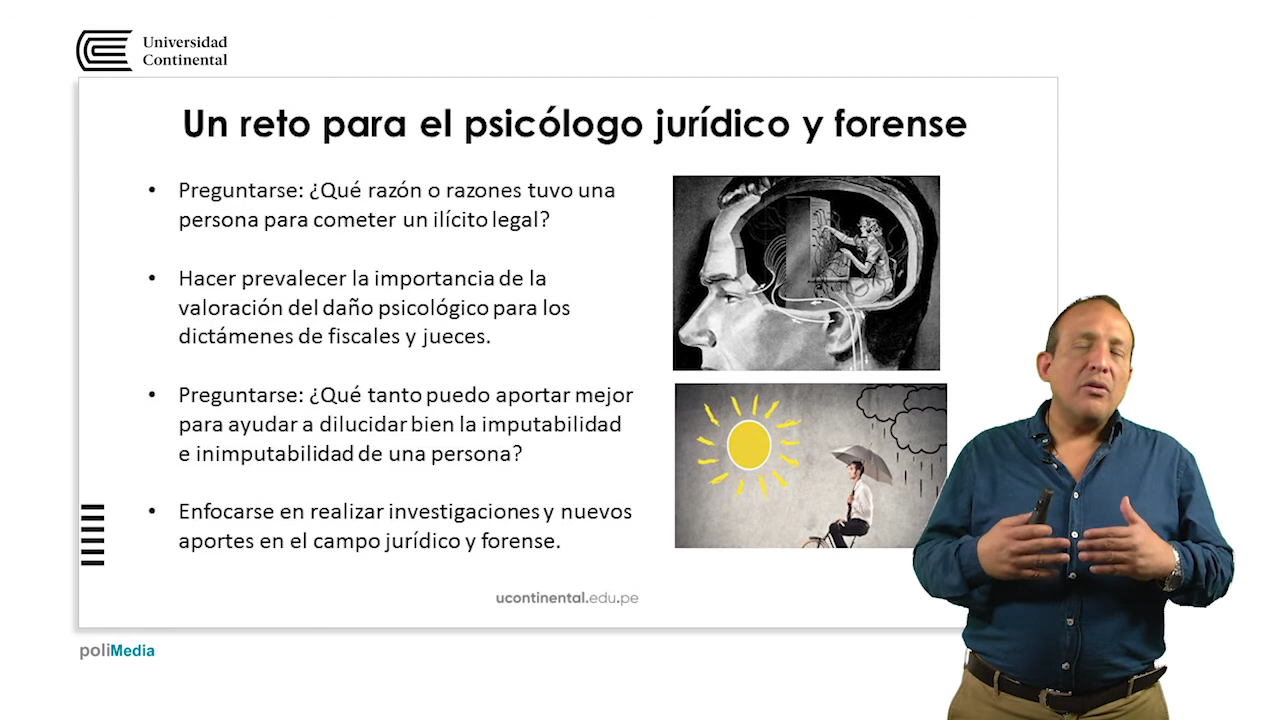 Universidad
Continental
Un reto para el psicólogo jurídico y forense
• Preguntarse: ¿Qué razón o razones tuvo una
persona para cometer un ilícito legal?
• Hacer prevalecer la importancia de la
valoración del daño psicológico para los
dictámenes de fiscales y jueces.
• Preguntarse: ¿Qué tanto puedo aportar mejor
para ayudar a dilucidar bien la imputabilidad
e inimputabilidad de una persona?
• Enfocarse en realizar investigaciones y nuevos
aportes en el campo jurídico y forense.
ucontinental.edu.pe
poliMedia